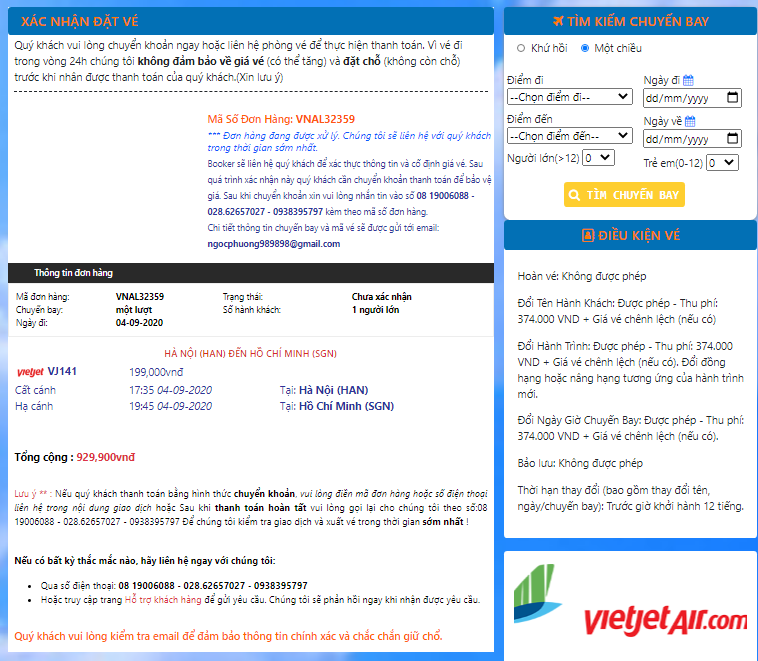 XÁC NHẬN ĐẶT VÉ
Quý khách vui lòng chuyển khoản ngay hoặc liên hệ phòng vé để thực hiện thanh toán. Vì vé đi
trong vòng 24h chúng tôi không đảm bảo về giá vé (có thể tăng) và đặt chỗ (không còn chỗ)
trước khi nhận được thanh toán của quý khách.(Xin lưu ý)
Mã Số Đơn Hàng: VNAL32359
*** Đơn hàng đang được xử lý. Chúng tôi sẽ liên hệ với quý khách
trong thời gian sớm nhất.
Booker sẽ liên hệ quý khách để xác thực thông tin và cố định giá vé. Sau
quá trình xác nhận này quý khách cần chuyển khoản thanh toán để bảo vệ
giá. Sau khi chuyển khoản xin vui lòng nhắn tin vào số 08 19006088 -
028.62657027 - 0938395797 kèm theo mã số đơn hàng.
Chi tiết thông tin chuyến bay và mã vé sẽ được gửi tới email:
ngocphuong989898@gmail.com
Thông tin đơn hàng
Mã đơn hàng: VNAL32359 Trạng thái: Chưa xác nhận
Chuyến bay: một lượt Số hành khách: 1 người lớn
Ngày đi: 04-09-2020
HÀ NỘI (HAN) ĐẾN HỒ CHÍ MINH (SGN)
vietjet VJ141 199,000vnđ
Cất cánh 17:35 04-09-2020 Tại: Hà Nội (HAN)
Hạ cánh 19:45 04-09-2020 Tại: Hồ Chí Minh (SGN)
Tổng cộng : 929,900vnđ
Lưu ý ** : Nếu quý khách thanh toán bằng hình thức chuyển khoản, vui lòng điền mã đơn hàng hoặc số điện thoại
liên hệ trong nội dung giao dịch hoặc Sau khi thanh toán hoàn tất vui lòng gọi lại cho chúng tôi theo số:08
19006088 - 028.62657027 - 0938395797 Để chúng tôi kiểm tra giao dịch và xuất vé trong thời gian sớm nhất !
Nếu có bất kỳ thắc mắc nào, hãy liên hệ ngay với chúng tôi:
• Qua số điện thoại: 08 19006088 - 028.62657027 - 0938395797
• Hoặc truy cập trang Hỗ trợ khách hàng để gửi yêu cầu. Chúng tôi sẽ phản hồi ngay khi nhận được yêu cầu.
Quý khách vui lòng kiểm tra email để đảm bảo thông tin chính xác và chắc chắn giữ chỗ.
TÌM KIẾM CHUYẾN BAY
Khứ hồi Một chiều
Điểm đi Ngày đi
--Chọn điểm đi-- dd/mm/yyyy
Điểm đến Ngày về
--Chọn điểm đến-- dd/mm/yyyy
Người lớn(>12) 0 Trẻ em(0-12) 0
TÌM CHUYẾN BAY
ĐIỀU KIỆN VÉ
Hoàn vé: Không được phép
Đổi Tên Hành Khách: Được phép - Thu phí:
374.000 VND + Giá vé chênh lệch (nếu có)
Đổi Hành Trình: Được phép - Thu phí: 374.000
VND + Giá vé chênh lệch (nếu có). Đổi đồng
hạng hoặc nâng hạng tương ứng của hành trình
mới.
Đổi Ngày Giờ Chuyến Bay: Được phép - Thu phí:
374.000 VND + Giá vé chênh lệch (nếu có).
Bảo lưu: Không được phép
Thời hạn thay đổi (bao gồm thay đổi tên,
ngày/chuyến bay): Trước giờ khởi hành 12 tiếng.
vietjetAir.com